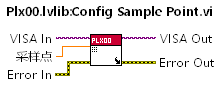 Plx00.lvlib:Config Sample Point.vi
VISA In
PLX00
VISA Out
采样点
Error In
Error Out